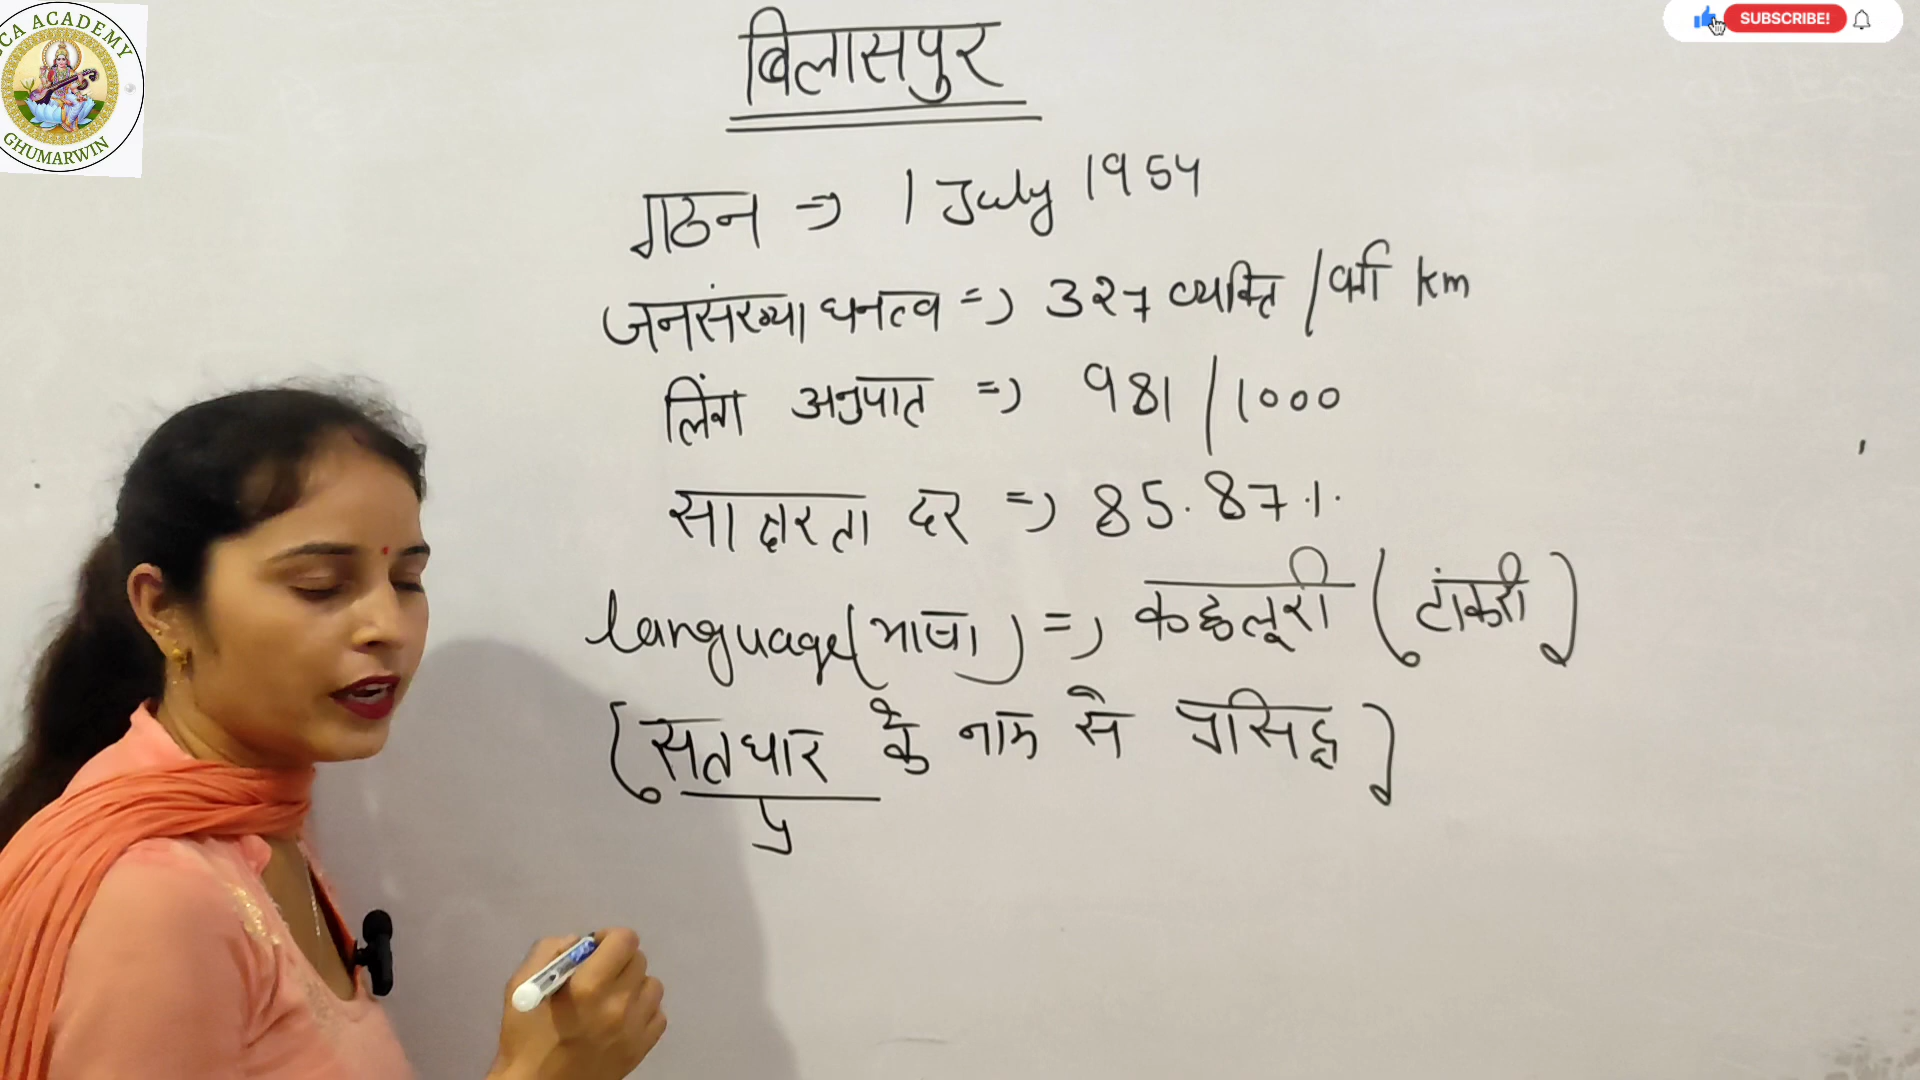 CA ACADEMY
GHUMARWIN
SUBSCRIBE!
बिलासपुर
गठन => 1 July 1954
जनसंख्या घनत्व => 327 व्यक्ति / वर्ग km
लिंग अनुपात => 981 / 1000
साक्षरता दर => 85.87%
language (भाषा) => कहलूरी (टांकरी)
[सतधार के नाम से प्रसिद्ध]